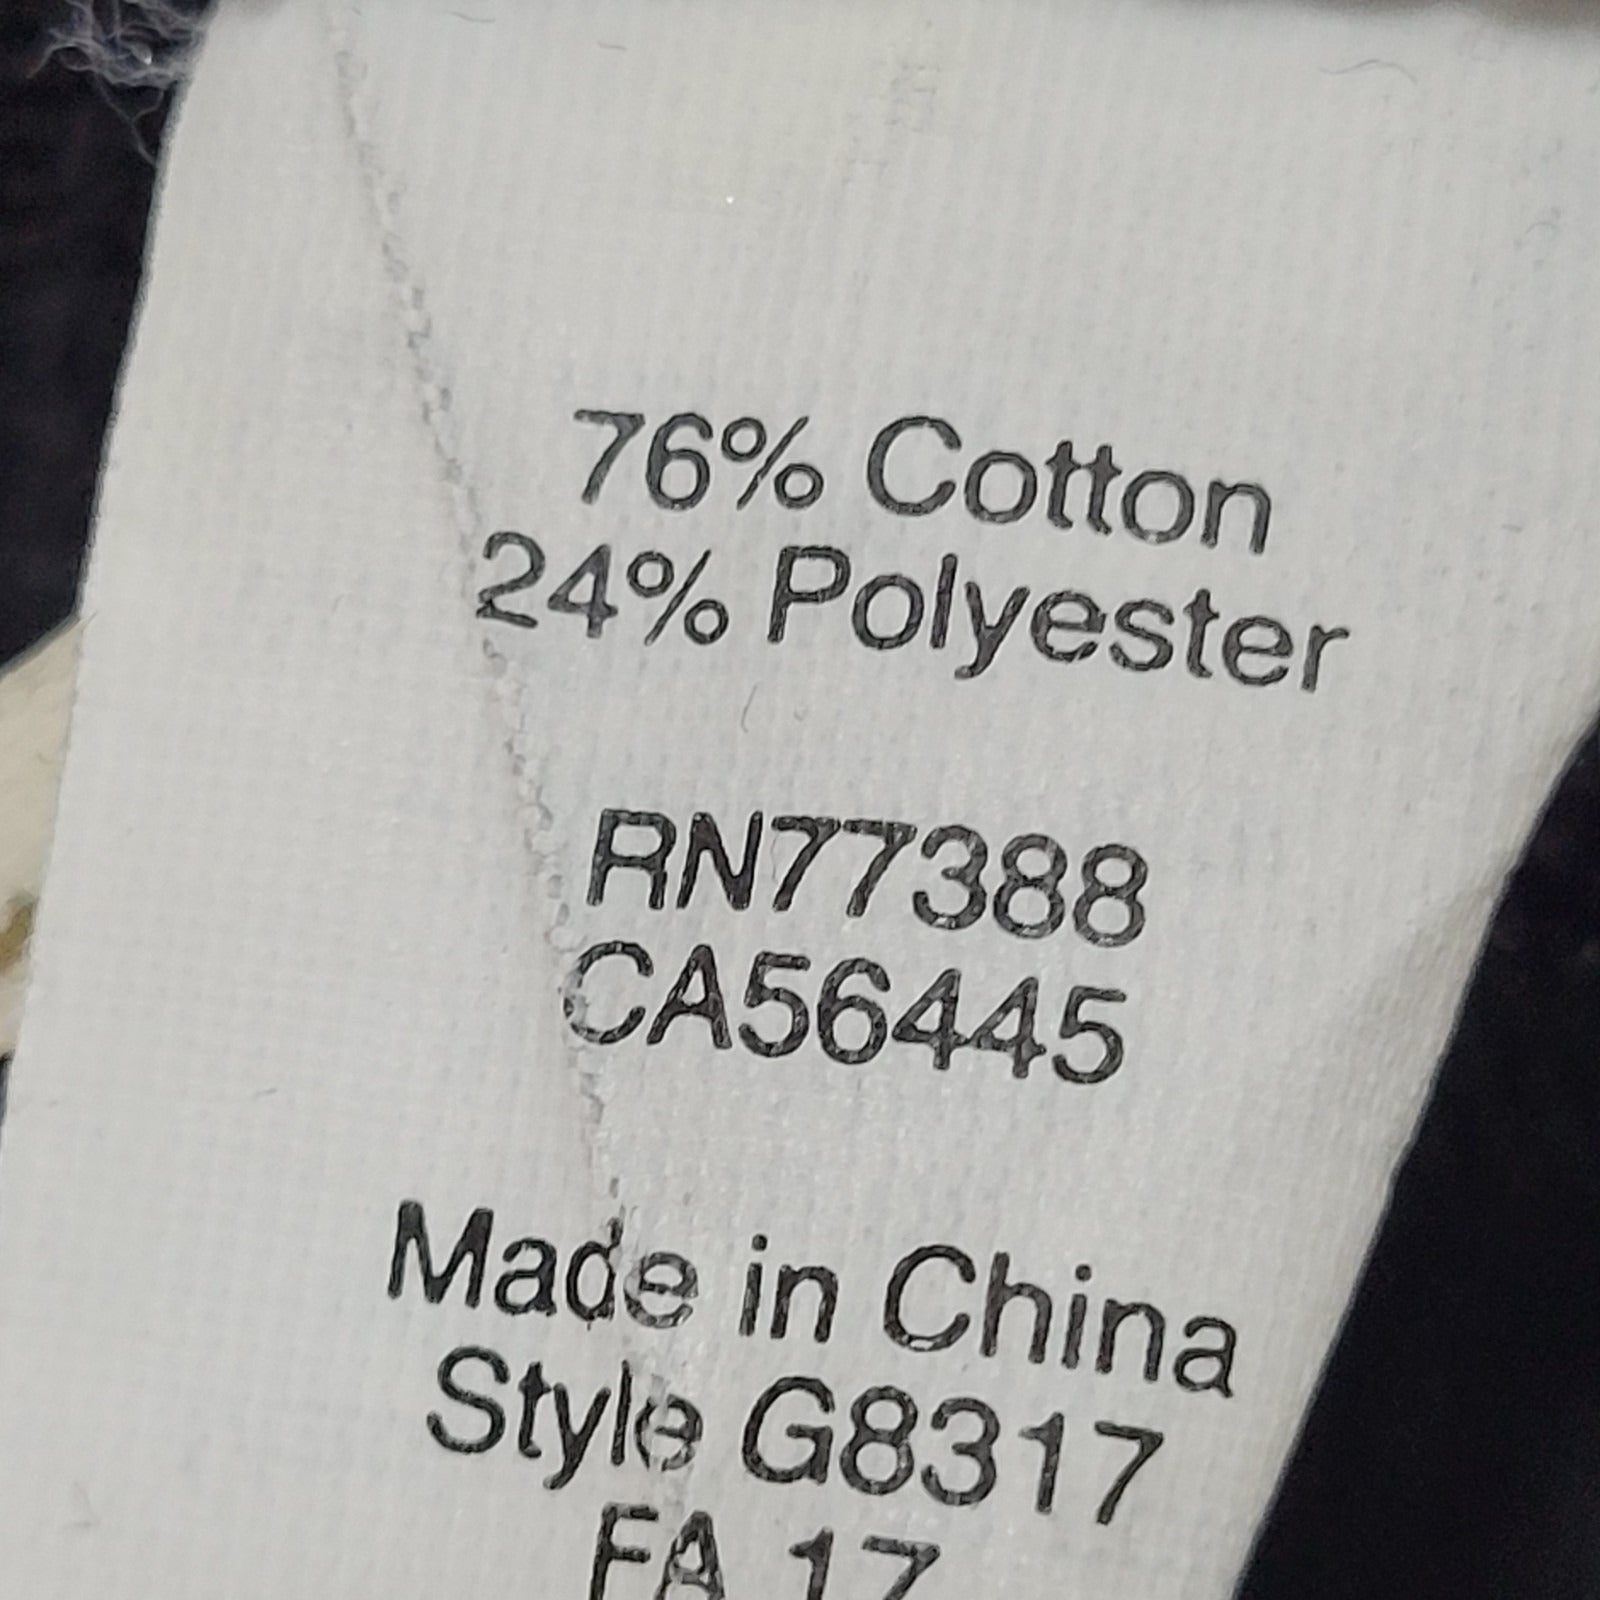 76% Cotton
24% Polyester
RN77388
CA56445
Made in China
Style G8317
FA 17